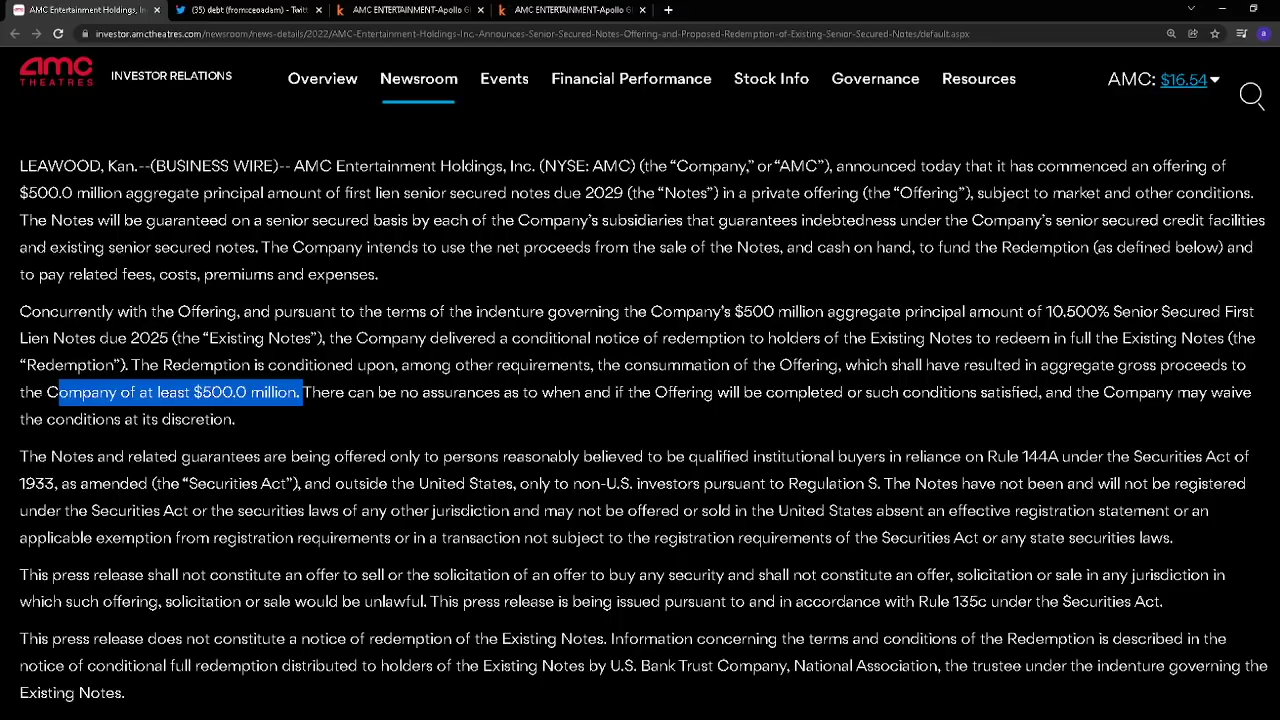 AMC Entertainment Holdings, In
(35) debt (from:ceoadam) - Twitt
AMC ENTERTAINMENT-Apollo Gl
AMC ENTERTAINMENT-Apollo Gl
investor.amctheatres.com/newsroom/news-details/2022/AMC-Entertainment-Holdings-Inc.-Announces-Senior-Secured-Notes-Offering-and-Proposed-Redemption-of-Existing-Senior-Secured-Notes/default.aspx
amc
THEATRES
INVESTOR RELATIONS
Overview
Newsroom
Events
Financial Performance
Stock Info
Governance
Resources
AMC: $16.54
LEAWOOD, Kan.--(BUSINESS WIRE)-- AMC Entertainment Holdings, Inc. (NYSE: AMC) (the “Company,” or “AMC”), announced today that it has commenced an offering of
$500.0 million aggregate principal amount of first lien senior secured notes due 2029 (the “Notes”) in a private offering (the “Offering”), subject to market and other conditions.
The Notes will be guaranteed on a senior secured basis by each of the Company’s subsidiaries that guarantees indebtedness under the Company’s senior secured credit facilities
and existing senior secured notes. The Company intends to use the net proceeds from the sale of the Notes, and cash on hand, to fund the Redemption (as defined below) and
to pay related fees, costs, premiums and expenses.
Concurrently with the Offering, and pursuant to the terms of the indenture governing the Company’s $500 million aggregate principal amount of 10.500% Senior Secured First
Lien Notes due 2025 (the “Existing Notes”), the Company delivered a conditional notice of redemption to holders of the Existing Notes to redeem in full the Existing Notes (the
“Redemption”). The Redemption is conditioned upon, among other requirements, the consummation of the Offering, which shall have resulted in aggregate gross proceeds to
the Company of at least $500.0 million. There can be no assurances as to when and if the Offering will be completed or such conditions satisfied, and the Company may waive
the conditions at its discretion.
The Notes and related guarantees are being offered only to persons reasonably believed to be qualified institutional buyers in reliance on Rule 144A under the Securities Act of
1933, as amended (the “Securities Act”), and outside the United States, only to non-U.S. investors pursuant to Regulation S. The Notes have not been and will not be registered
under the Securities Act or the securities laws of any other jurisdiction and may not be offered or sold in the United States absent an effective registration statement or an
applicable exemption from registration requirements or in a transaction not subject to the registration requirements of the Securities Act or any state securities laws.
This press release shall not constitute an offer to sell or the solicitation of an offer to buy any security and shall not constitute an offer, solicitation or sale in any jurisdiction in
which such offering, solicitation or sale would be unlawful. This press release is being issued pursuant to and in accordance with Rule 135c under the Securities Act.
This press release does not constitute a notice of redemption of the Existing Notes. Information concerning the terms and conditions of the Redemption is described in the
notice of conditional full redemption distributed to holders of the Existing Notes by U.S. Bank Trust Company, National Association, the trustee under the indenture governing the
Existing Notes.